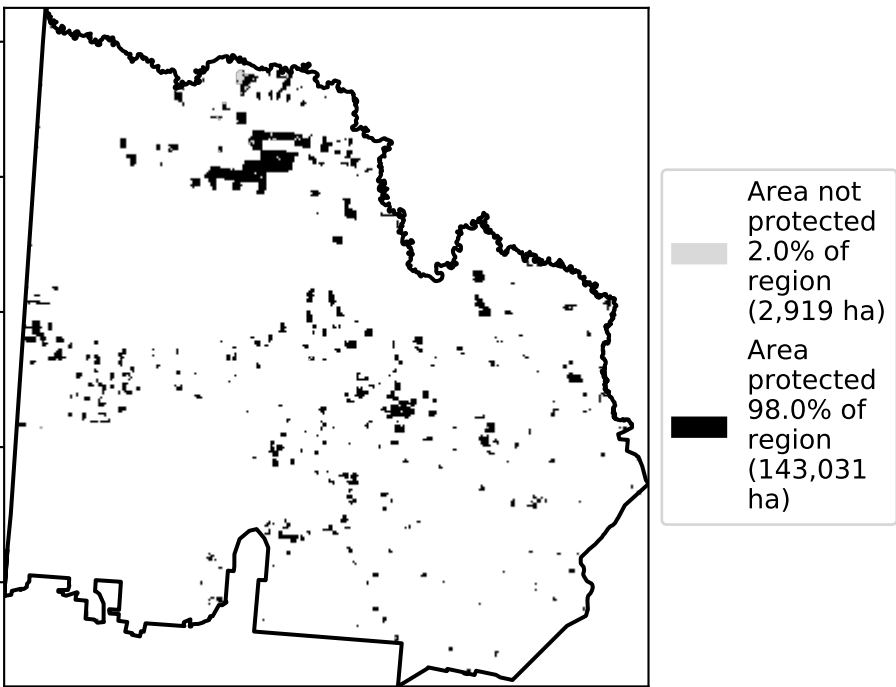 Area not
protected
2.0% of
region
(2,919 ha)
Area
protected
98.0% of
region
(143,031
ha)